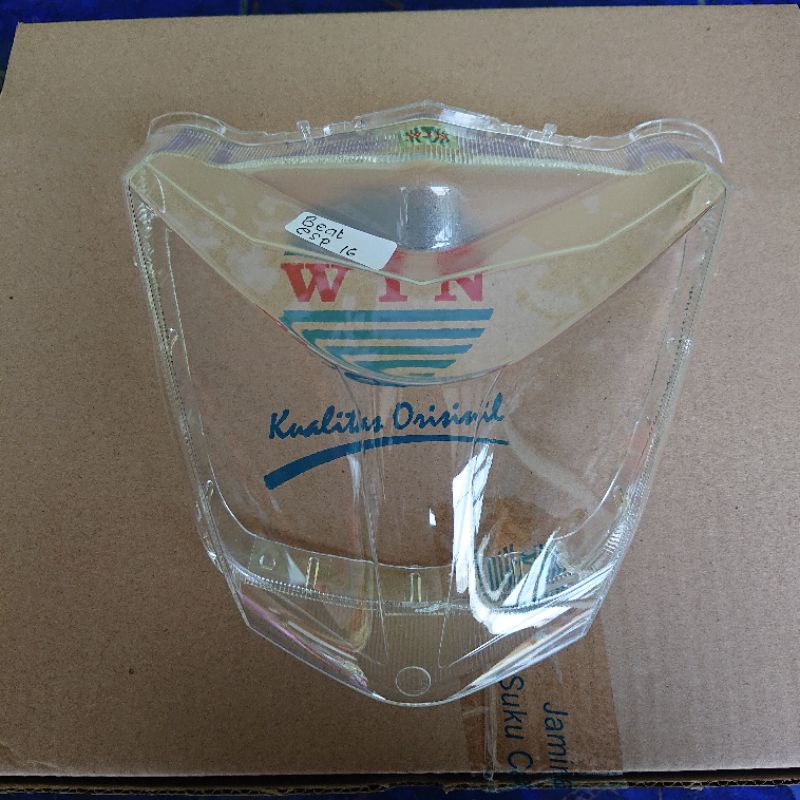 WIN
Beat
esp 16
WIN
Kualitas Orisinil
Jamin
Suku C